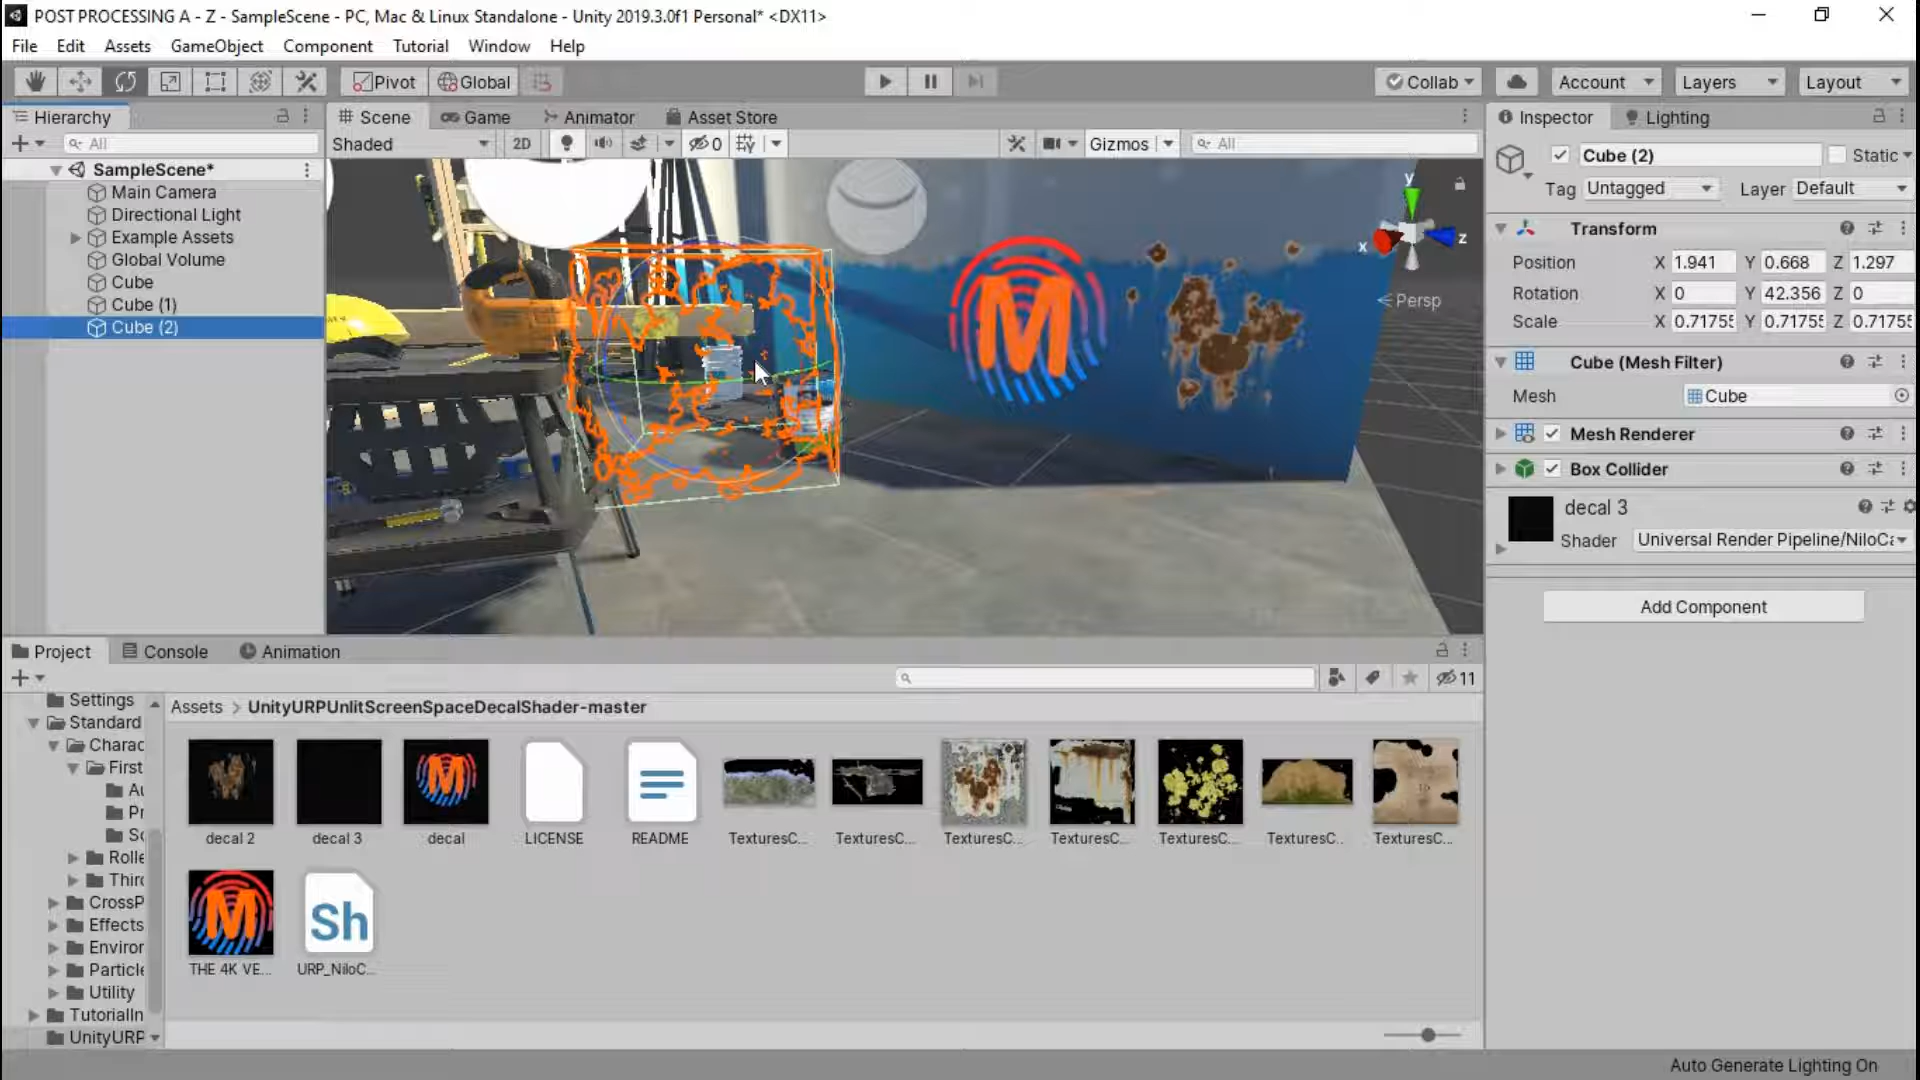 POST PROCESSING A - Z - SampleScene - PC, Mac & Linux Standalone - Unity 2019.3.0f1 Personal* <DX11>
File Edit Assets GameObject Component Tutorial Window Help
Pivot Global Collab Account Layers Layout
Hierarchy
All
SampleScene*
Main Camera
Directional Light
Example Assets
Global Volume
Cube
Cube (1)
Cube (2)
Scene Game Animator Asset Store
Shaded 2D 0 Gizmos All
y
x
z
Persp
M
Inspector Lighting
Cube (2) Static
Tag Untagged Layer Default
Transform
Position X 1.941 Y 0.668 Z 1.297
Rotation X 0 Y 42.356 Z 0
Scale X 0.71755 Y 0.71755 Z 0.71755
Cube (Mesh Filter)
Mesh Cube
Mesh Renderer
Box Collider
decal 3
Shader Universal Render Pipeline/NiloCa
Add Component
Project Console Animation
11
Settings
Standard
Charac
First
Au
Pr
Sc
Rolle
Thirc
CrossP
Effects
Enviror
Particle
Utility
TutorialIn
UnityURP
Assets > UnityURPUnlitScreenSpaceDecalShader-master
decal 2 decal 3 decal LICENSE README TexturesC... TexturesC... TexturesC... TexturesC... TexturesC... TexturesC.. TexturesC...
M
Sh
THE 4K VE... URP_NiloC...
Auto Generate Lighting On